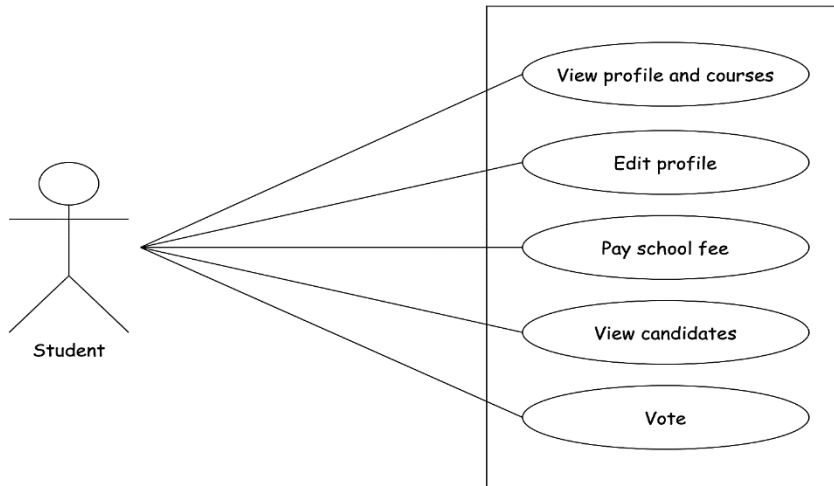 View profile and courses
Edit profile
Pay school fee
View candidates
Student
Vote